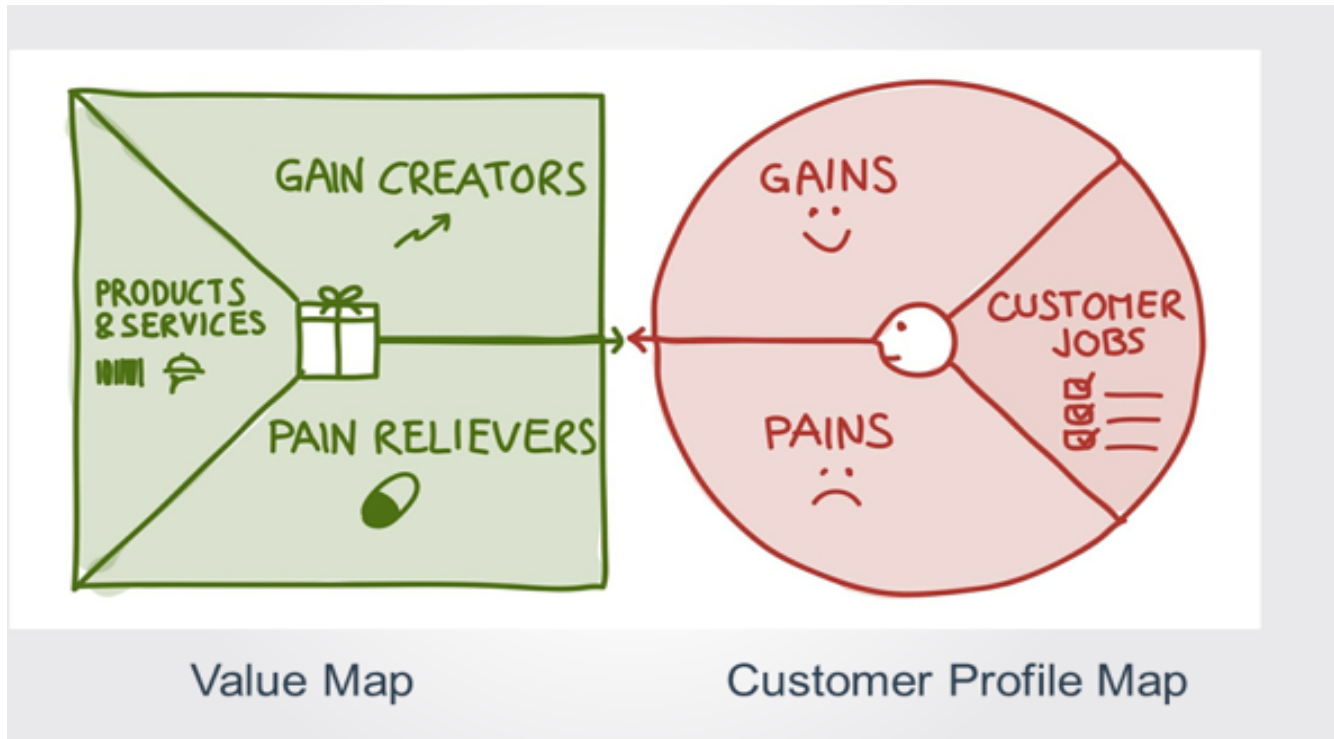 GAIN CREATORS
PRODUCTS
& SERVICES
PAIN RELIEVERS
GAINS
CUSTOMER
JOBS
PAINS
Value Map
Customer Profile Map